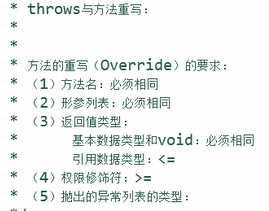 * throws与方法重写：
*
*
* 方法的重写（Override）的要求：
* （1）方法名：必须相同
* （2）形参列表：必须相同
* （3）返回值类型：
*      基本数据类型和void：必须相同
*      引用数据类型：<=
* （4）权限修饰符：>=
* （5）抛出的异常列表的类型：